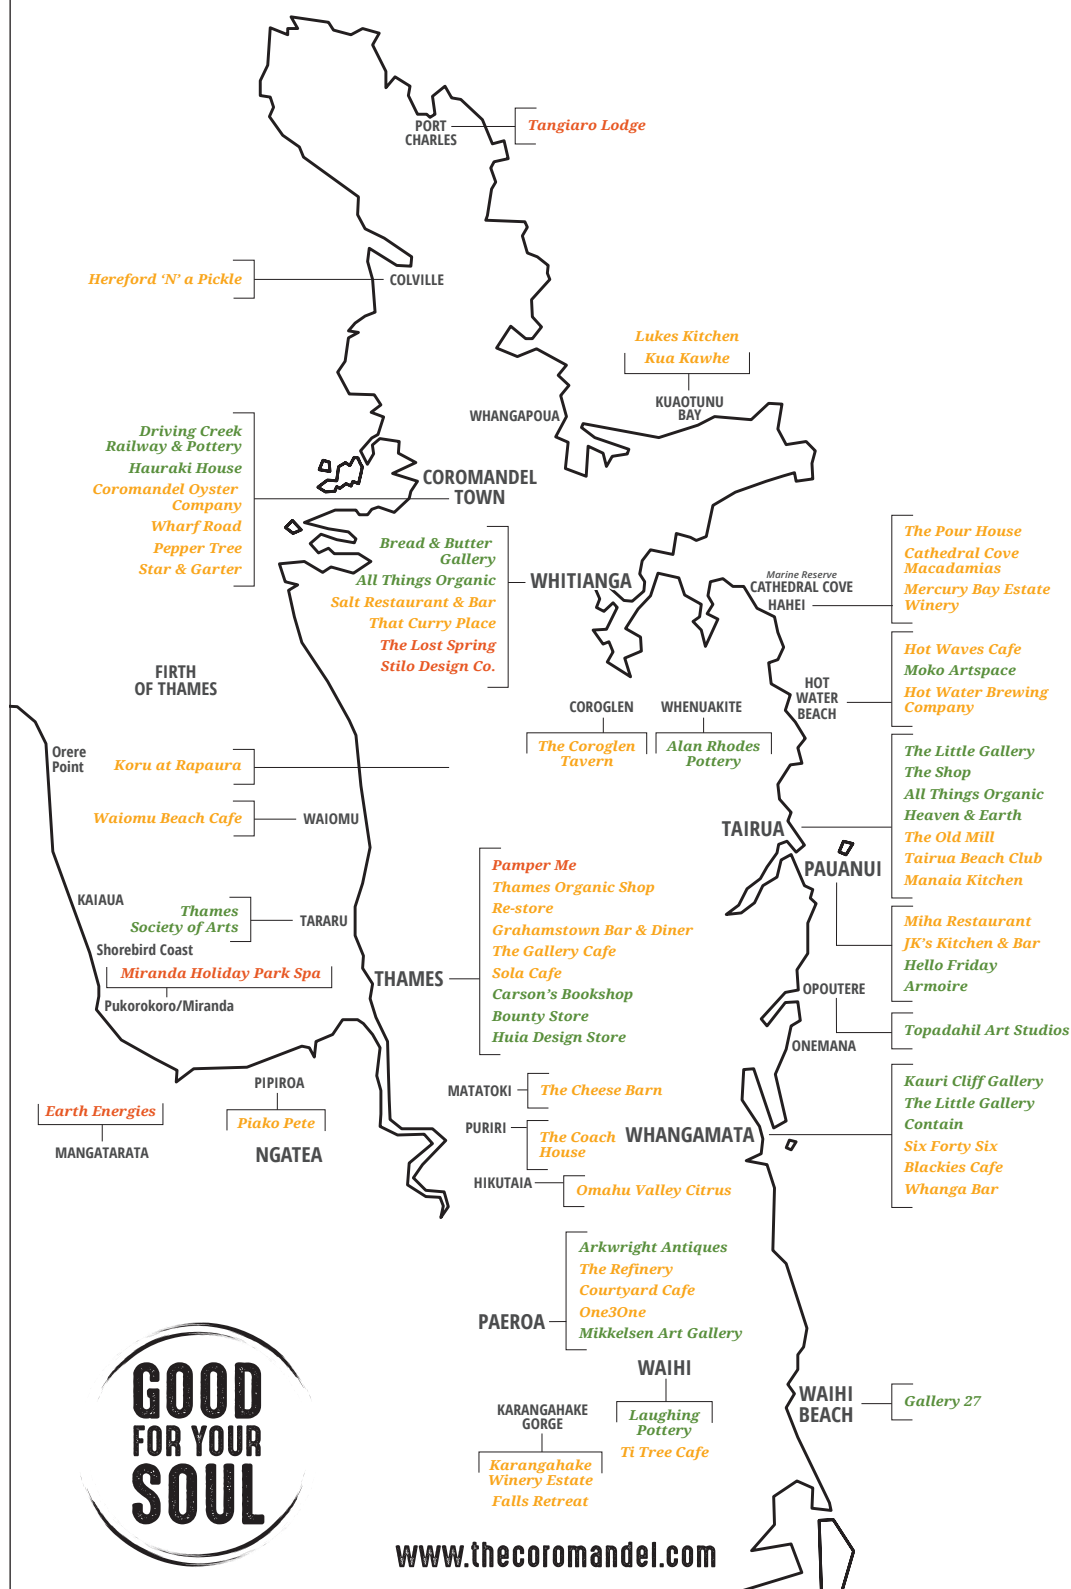 PORT
CHARLES
Tangiaro Lodge
Hereford ‘N’ a Pickle
COLVILLE
Lukes Kitchen
Kua Kawhe
KUAOTUNU
BAY
WHANGAPOUA
Driving Creek
Railway & Pottery
Hauraki House
Coromandel Oyster
Company
Wharf Road
Pepper Tree
Star & Garter
COROMANDEL
TOWN
Bread & Butter
Gallery
All Things Organic
Salt Restaurant & Bar
That Curry Place
The Lost Spring
Stilo Design Co.
WHITIANGA
Marine Reserve
CATHEDRAL COVE
HAHEI
The Pour House
Cathedral Cove
Macadamias
Mercury Bay Estate
Winery
HOT
WATER
BEACH
Hot Waves Cafe
Moko Artspace
Hot Water Brewing
Company
FIRTH
OF THAMES
COROGLEN
The Coroglen
Tavern
WHENUAKITE
Alan Rhodes
Pottery
Orere
Point
Koru at Rapaura
Waiomu Beach Cafe
WAIOMU
TAIRUA
The Little Gallery
The Shop
All Things Organic
Heaven & Earth
The Old Mill
Tairua Beach Club
Manaia Kitchen
PAUANUI
Miha Restaurant
JK’s Kitchen & Bar
Hello Friday
Armoire
KAIAUA
Thames
Society of Arts
TARARU
Shorebird Coast
Miranda Holiday Park Spa
Pukorokoro/Miranda
THAMES
Pamper Me
Thames Organic Shop
Re-store
Grahamstown Bar & Diner
The Gallery Cafe
Sola Cafe
Carson’s Bookshop
Bounty Store
Huia Design Store
OPOUTERE
Topadahil Art Studios
ONEMANA
PIPIROA
Piako Pete
NGATEA
Earth Energies
MANGATARATA
MATATOKI
The Cheese Barn
PURIRI
The Coach
House
HIKUTAIA
Omahu Valley Citrus
WHANGAMATA
Kauri Cliff Gallery
The Little Gallery
Contain
Six Forty Six
Blackies Cafe
Whanga Bar
PAEROA
Arkwright Antiques
The Refinery
Courtyard Cafe
One3One
Mikkelsen Art Gallery
WAIHI
Laughing
Pottery
Ti Tree Cafe
WAIHI
BEACH
Gallery 27
KARANGAHAKE
GORGE
Karangahake
Winery Estate
Falls Retreat
GOOD
FOR YOUR
SOUL
www.thecoromandel.com